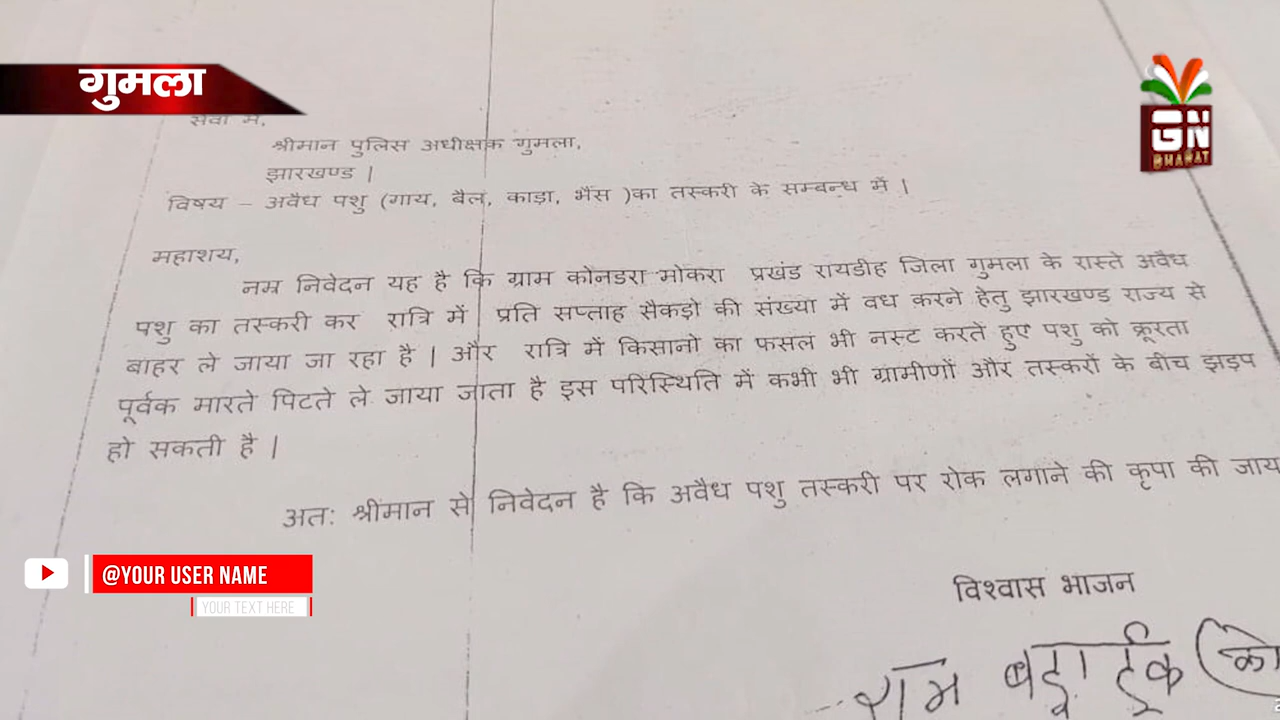 गुमला
GN
BHARAT
सेवा में,
श्रीमान पुलिस अधीक्षक गुमला,
झारखण्ड |
विषय – अवैध पशु (गाय, बैल, काड़ा, भैंस )का तस्करी के सम्बन्ध में |
महाशय,
नम्र निवेदन यह है कि ग्राम कोनडरा मोकरा प्रखंड रायडीह जिला गुमला के रास्ते अवैध
पशु का तस्करी कर रात्रि में प्रति सप्ताह सैकड़ो की संख्या में वध करने हेतु झारखण्ड राज्य से
बाहर ले जाया जा रहा है | और रात्रि में किसानो का फसल भी नस्ट करते हुए पशु को क्रूरता
पूर्वक मारते पिटते ले जाया जाता है इस परिस्थिति में कभी भी ग्रामीणों और तस्करों के बीच झड़प
हो सकती है |
अत: श्रीमान से निवेदन है कि अवैध पशु तस्करी पर रोक लगाने की कृपा की जाय
@YOUR USER NAME
YOUR TEXT HERE
विश्वास भाजन
राम बड़ाईक